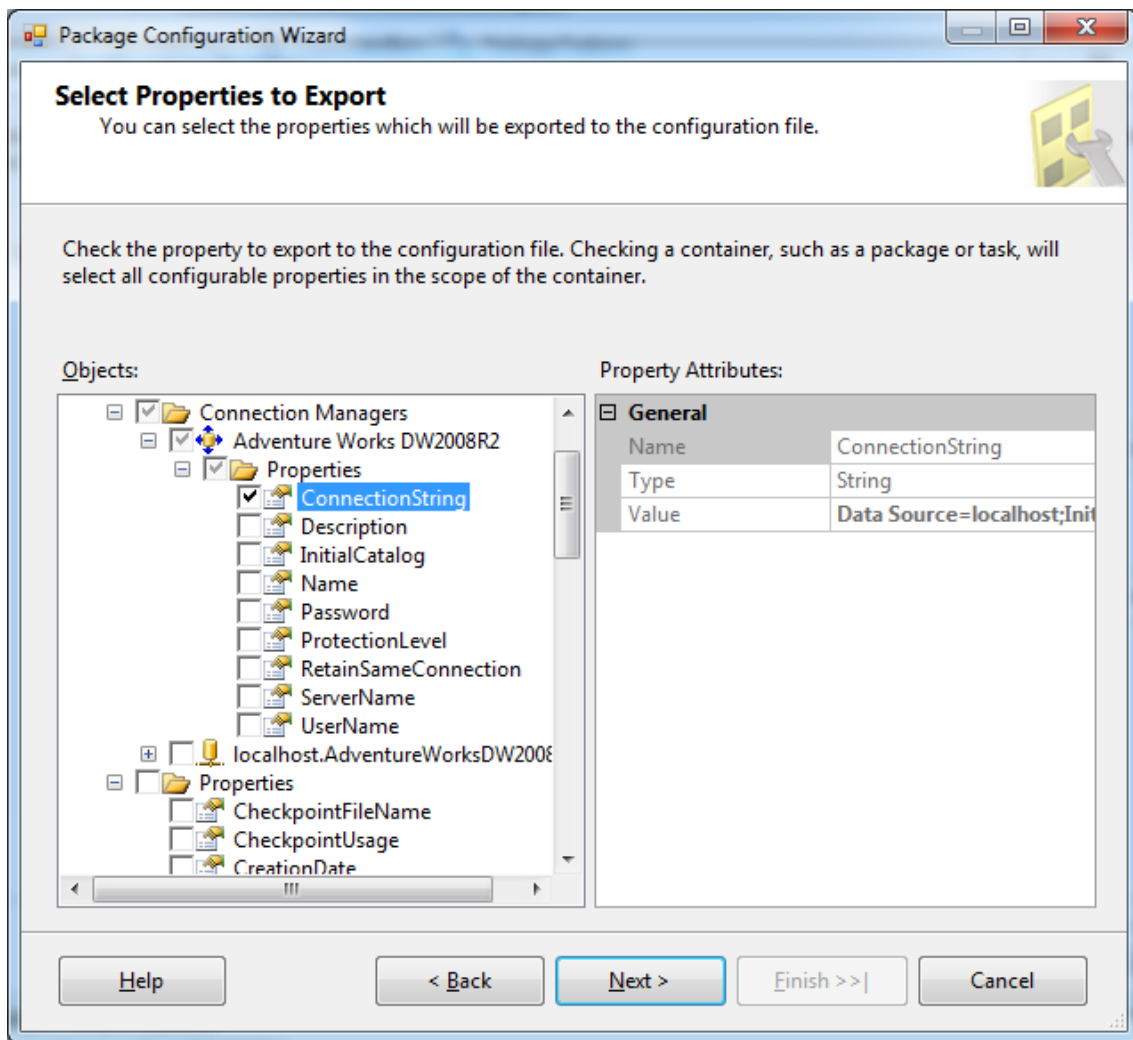 Package Configuration Wizard
Select Properties to Export
You can select the properties which will be exported to the configuration file.
Check the property to export to the configuration file. Checking a container, such as a package or task, will
select all configurable properties in the scope of the container.
Objects:
Connection Managers
Adventure Works DW2008R2
Properties
ConnectionString
Description
InitialCatalog
Name
Password
ProtectionLevel
RetainSameConnection
ServerName
UserName
localhost.AdventureWorksDW2008
Properties
CheckpointFileName
CheckpointUsage
CreationDate
Property Attributes:
General
Name ConnectionString
Type String
Value Data Source=localhost;Init
Help
< Back
Next >
Finish >>|
Cancel